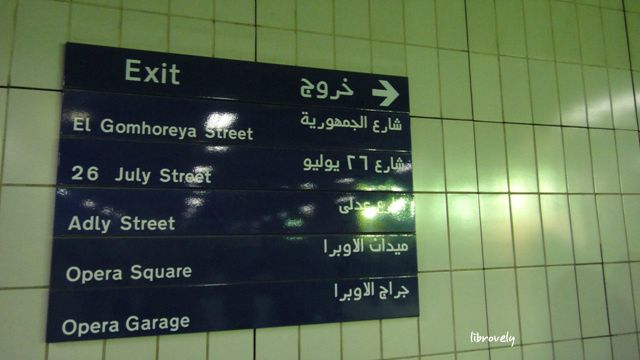 Exit خروج
El Gomhoreya Street شارع الجمهورية
26 July Street شارع ٢٦ يوليو
Adly Street شارع عدلى
Opera Square ميدان الاوبرا
Opera Garage جراج الاوبرا
librovely